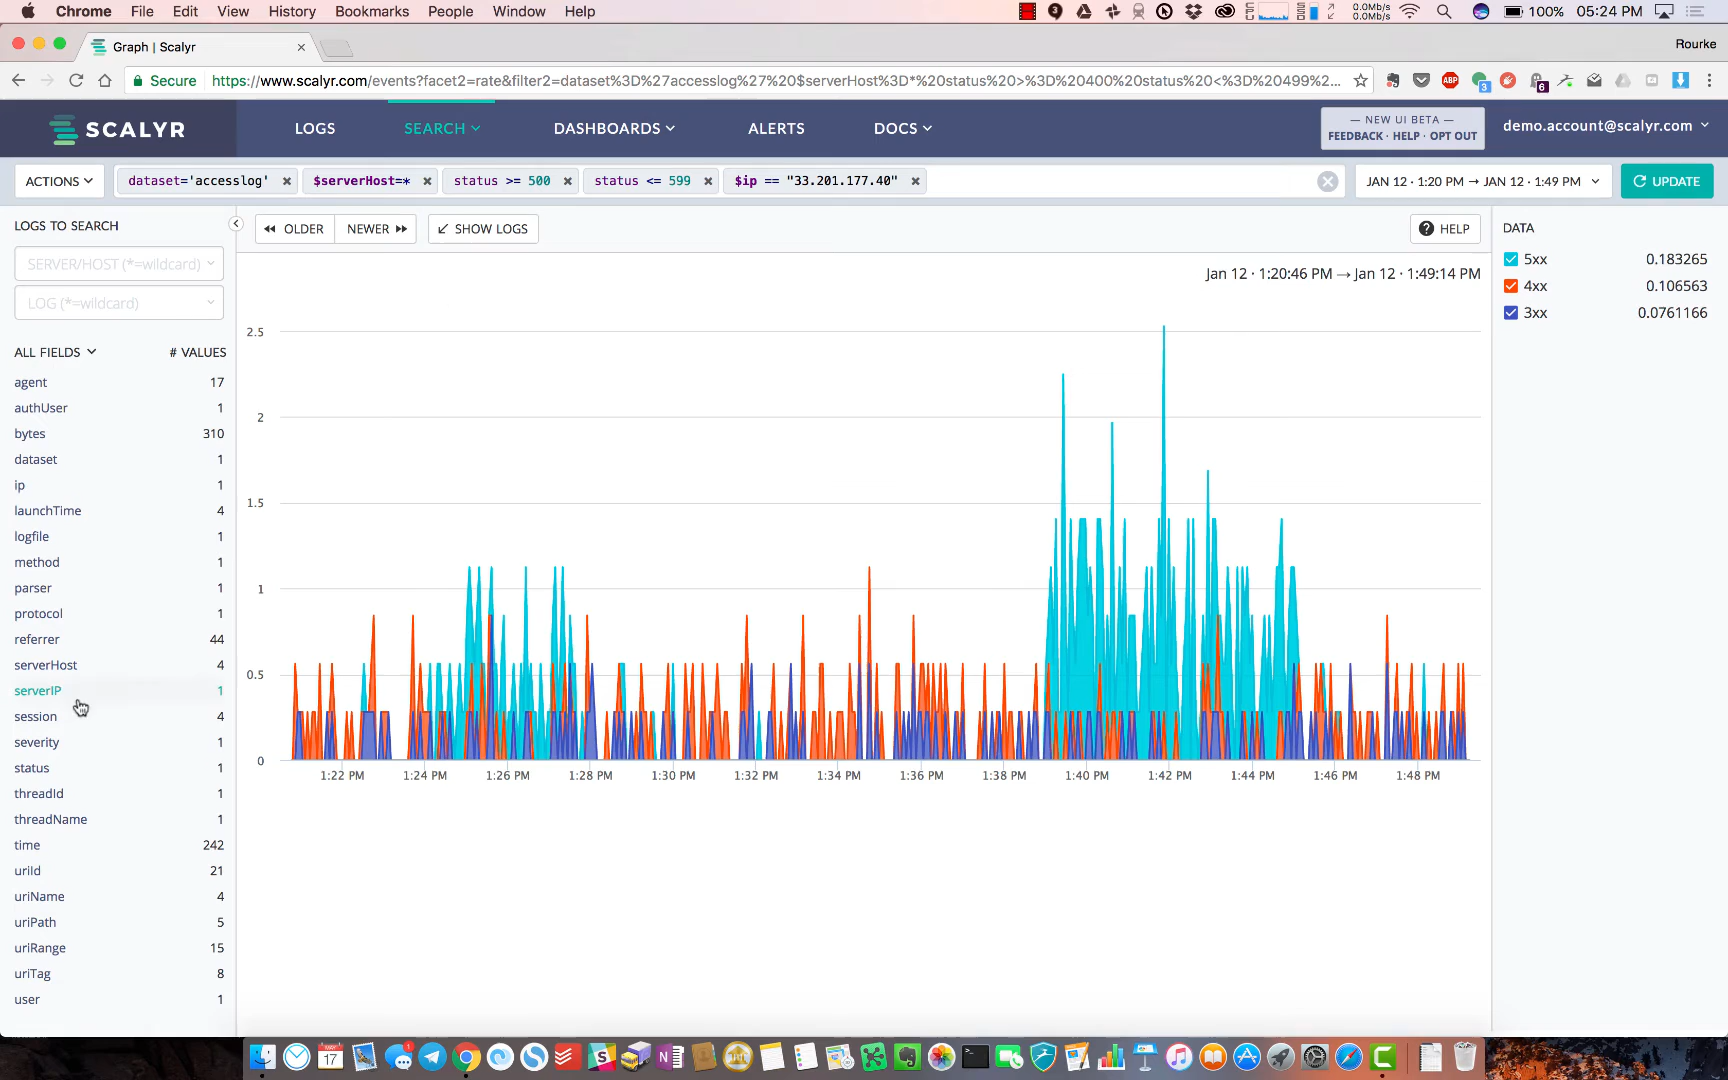 Chrome File Edit View History Bookmarks People Window Help 3 0.0Mb/s 0.0Mb/s 100% 05:24 PM
Graph | Scalyr
Rourke
Secure https://www.scalyr.com/events?facet2=rate&filter2=dataset%3D%27accesslog%27%20$serverHost%3D*%20status%20>%3D%20400%20status%20<%3D%20499%2... ABP 3 6
SCALYR LOGS SEARCH DASHBOARDS ALERTS DOCS
— NEW UI BETA —
FEEDBACK · HELP · OPT OUT
demo.account@scalyr.com
ACTIONS dataset='accesslog' $serverHost=* status >= 500 status <= 599 $ip == "33.201.177.40" JAN 12 · 1:20 PM → JAN 12 · 1:49 PM UPDATE
LOGS TO SEARCH
SERVER/HOST (*=wildcard)
LOG (*=wildcard)
ALL FIELDS # VALUES
agent 17
authUser 1
bytes 310
dataset 1
ip 1
launchTime 4
logfile 1
method 1
parser 1
protocol 1
referrer 44
serverHost 4
serverIP 1
session 4
severity 1
status 1
threadId 1
threadName 1
time 242
uriId 21
uriName 4
uriPath 5
uriRange 15
uriTag 8
user 1
OLDER NEWER SHOW LOGS HELP
Jan 12 · 1:20:46 PM → Jan 12 · 1:49:14 PM
2.5
2
1.5
1
0.5
0
1:22 PM 1:24 PM 1:26 PM 1:28 PM 1:30 PM 1:32 PM 1:34 PM 1:36 PM 1:38 PM 1:40 PM 1:42 PM 1:44 PM 1:46 PM 1:48 PM
DATA
5xx 0.183265
4xx 0.106563
3xx 0.0761166
17 1